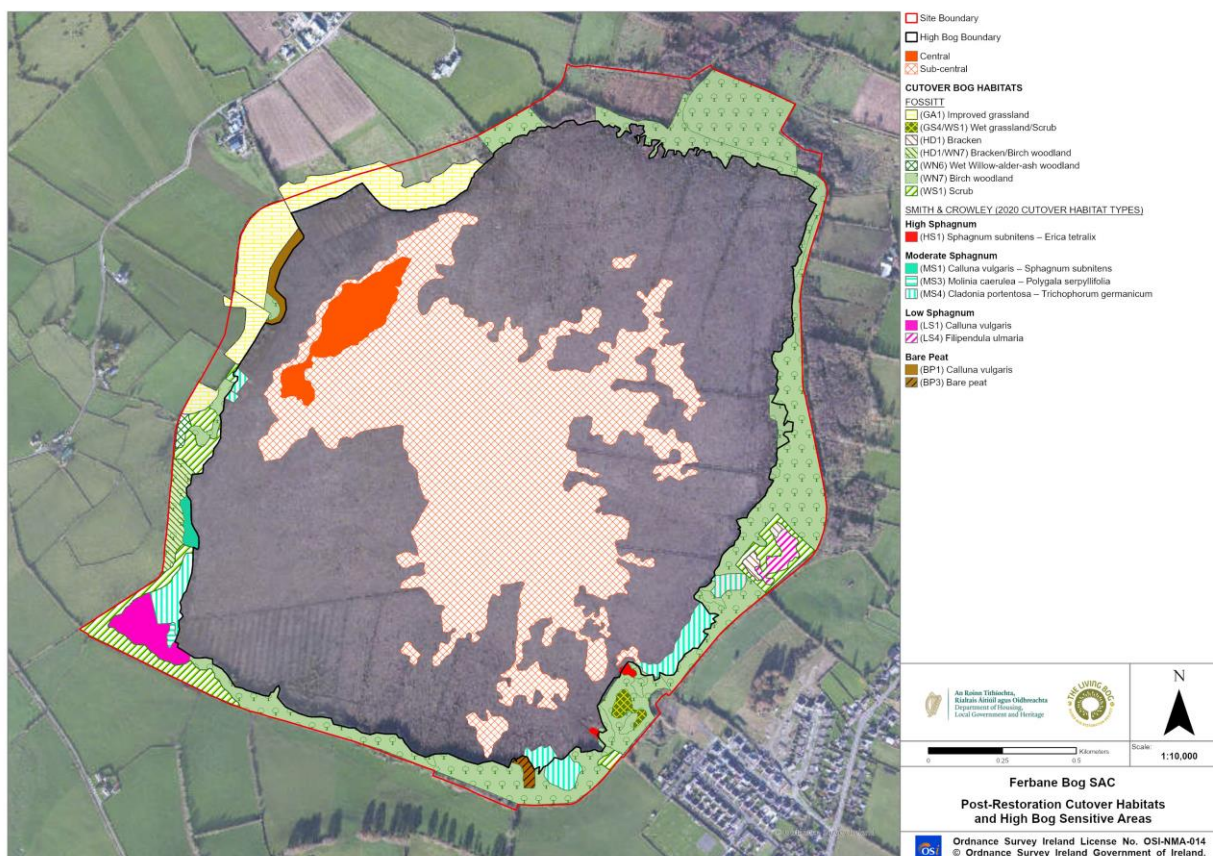 Site Boundary
High Bog Boundary
Central
Sub-central
CUTOVER BOG HABITATS
FOSSITT
(GA1) Improved grassland
(GS4/WS1) Wet grassland/Scrub
(HD1) Bracken
(HD1/WN7) Bracken/Birch woodland
(WN6) Wet Willow-alder-ash woodland
(WN7) Birch woodland
(WS1) Scrub
SMITH & CROWLEY (2020 CUTOVER HABITAT TYPES)
High Sphagnum
(HS1) Sphagnum subnitens – Erica tetralix
Moderate Sphagnum
(MS1) Calluna vulgaris – Sphagnum subnitens
(MS3) Molinia caerulea – Polygala serpyllifolia
(MS4) Cladonia portentosa – Trichophorum germanicum
Low Sphagnum
(LS1) Calluna vulgaris
(LS4) Filipendula ulmaria
Bare Peat
(BP1) Calluna vulgaris
(BP3) Bare peat
An Roinn Tithíochta,
Rialtais Áitiúil agus Oidhreachta
Department of Housing,
Local Government and Heritage
THE LIVING BOG
N
Kilometers
0 0.25 0.5
Scale:
1:10,000
Ferbane Bog SAC
Post-Restoration Cutover Habitats
and High Bog Sensitive Areas
OSi
Ordnance Survey Ireland License No. OSI-NMA-014
© Ordnance Survey Ireland Government of Ireland.